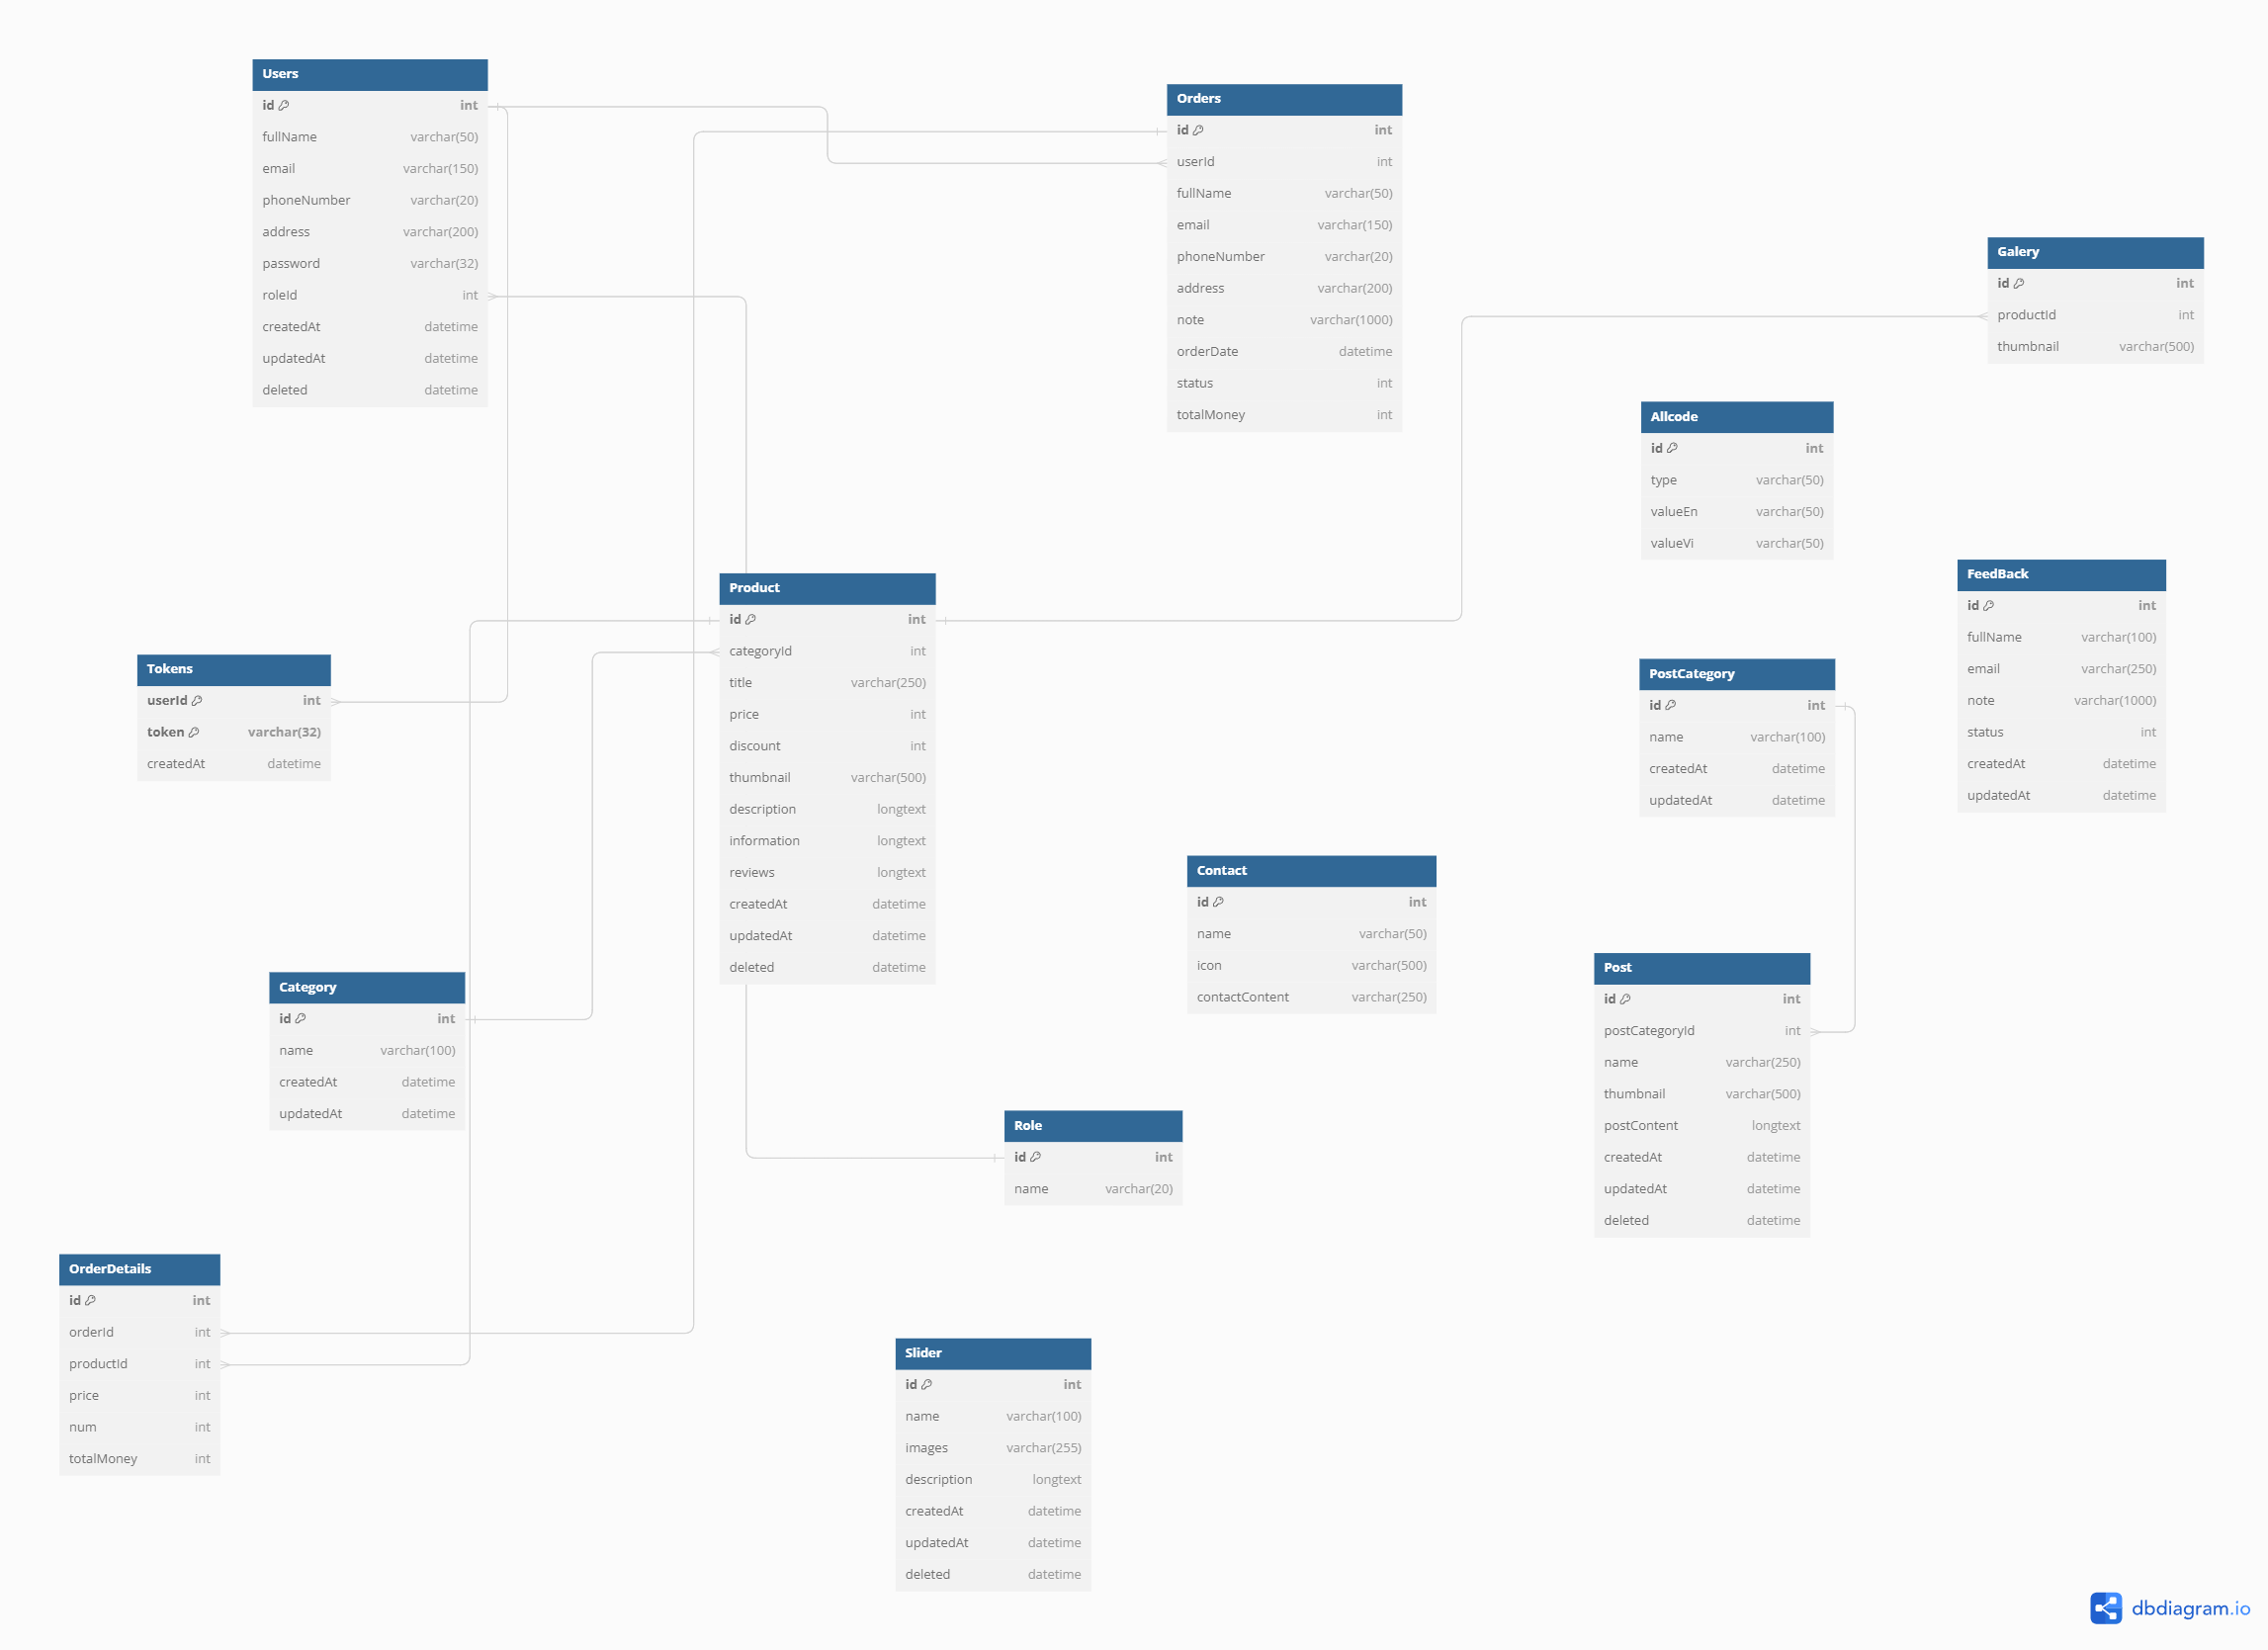 Users
id int
fullName varchar(50)
email varchar(150)
phoneNumber varchar(20)
address varchar(200)
password varchar(32)
roleId int
createdAt datetime
updatedAt datetime
deleted datetime
Orders
id int
userId int
fullName varchar(50)
email varchar(150)
phoneNumber varchar(20)
address varchar(200)
note varchar(1000)
orderDate datetime
status int
totalMoney int
Galery
id int
productId int
thumbnail varchar(500)
Allcode
id int
type varchar(50)
valueEn varchar(50)
valueVi varchar(50)
FeedBack
id int
fullName varchar(100)
email varchar(250)
note varchar(1000)
status int
createdAt datetime
updatedAt datetime
Product
id int
categoryId int
title varchar(250)
price int
discount int
thumbnail varchar(500)
description longtext
information longtext
reviews longtext
createdAt datetime
updatedAt datetime
deleted datetime
Tokens
userId int
token varchar(32)
createdAt datetime
PostCategory
id int
name varchar(100)
createdAt datetime
updatedAt datetime
Contact
id int
name varchar(50)
icon varchar(500)
contactContent varchar(250)
Post
id int
postCategoryId int
name varchar(250)
thumbnail varchar(500)
postContent longtext
createdAt datetime
updatedAt datetime
deleted datetime
Category
id int
name varchar(100)
createdAt datetime
updatedAt datetime
Role
id int
name varchar(20)
OrderDetails
id int
orderId int
productId int
price int
num int
totalMoney int
Slider
id int
name varchar(100)
images varchar(255)
description longtext
createdAt datetime
updatedAt datetime
deleted datetime
dbdiagram.io